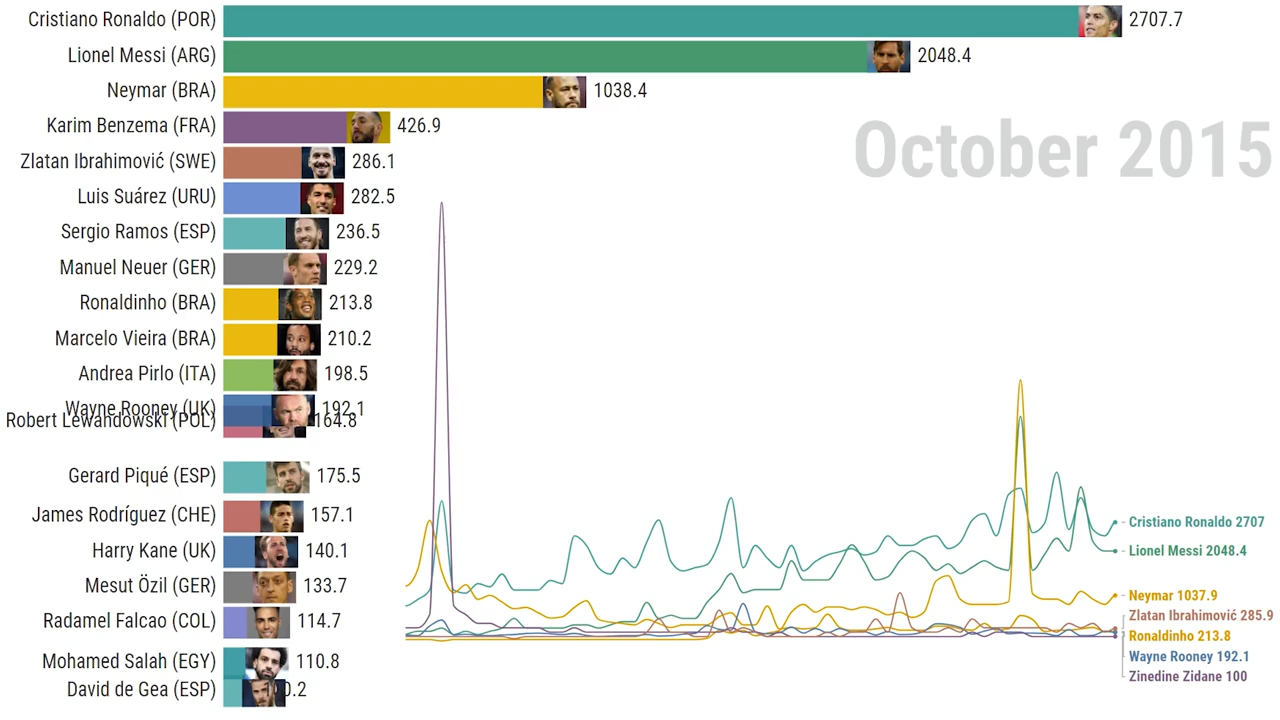 Cristiano Ronaldo (POR) 2707.7
Lionel Messi (ARG) 2048.4
Neymar (BRA) 1038.4
Karim Benzema (FRA) 426.9
October 2015
Zlatan Ibrahimović (SWE) 286.1
Luis Suárez (URU) 282.5
Sergio Ramos (ESP) 236.5
Manuel Neuer (GER) 229.2
Ronaldinho (BRA) 213.8
Marcelo Vieira (BRA) 210.2
Andrea Pirlo (ITA) 198.5
Wayne Rooney (UK) 192.1
Robert Lewandowski (POL) 164.8
Gerard Piqué (ESP) 175.5
James Rodríguez (CHE) 157.1
Harry Kane (UK) 140.1
Mesut Özil (GER) 133.7
Radamel Falcao (COL) 114.7
Mohamed Salah (EGY) 110.8
David de Gea (ESP)
Cristiano Ronaldo 2707
Lionel Messi 2048.4
Neymar 1037.9
Zlatan Ibrahimović 285.9
Ronaldinho 213.8
Wayne Rooney 192.1
Zinedine Zidane 100